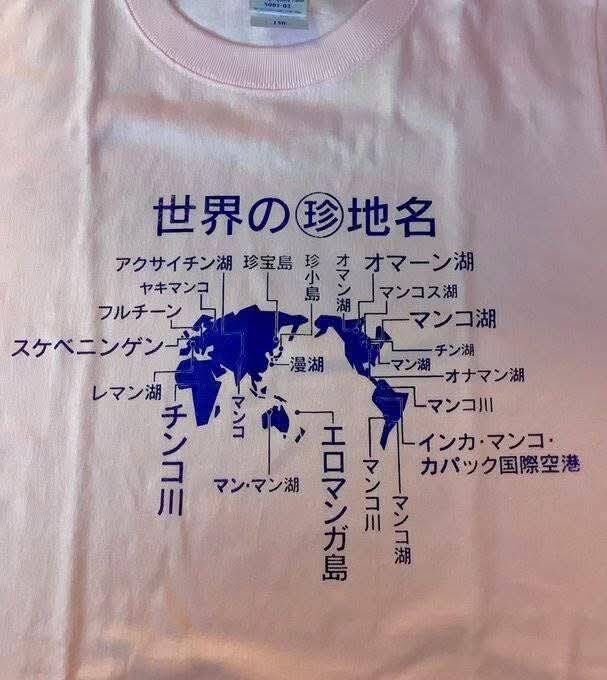 世界の㊙地名
アクサイチン湖
珍宝島
珍小島
オマン湖
オマーン湖
ヤキマンコ
マンコス湖
フルチーン
マンコ湖
スケベニンゲン
チン湖
漫湖
マン湖
オナマン湖
レマン湖
マンコ川
チンコ川
マンコ
インカ・マンコ・
カパック国際空港
エロマンガ島
マン・マン湖
マンコ川
マンコ湖